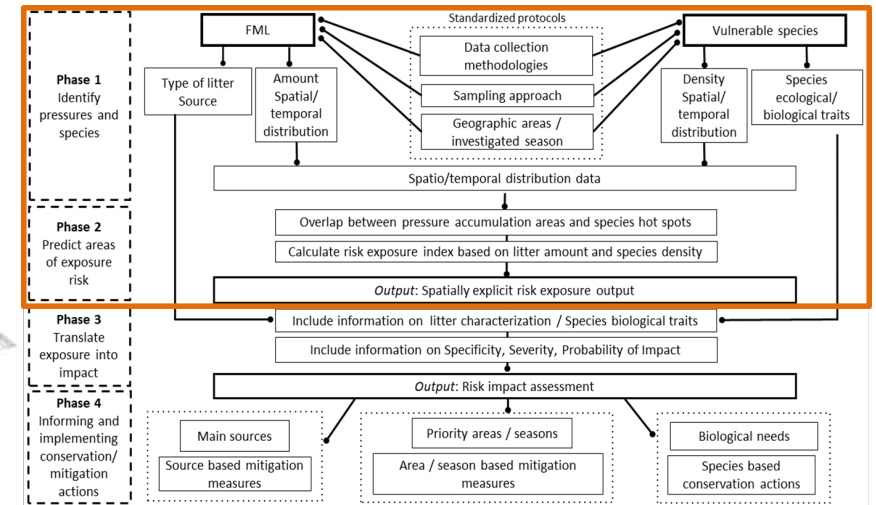 Phase 1
Identify
pressures and
species
Standardized protocols
FML
Vulnerable species
Data collection
methodologies
Type of litter
Source
Amount
Spatial/
temporal
distribution
Sampling approach
Geographic areas /
investigated season
Density
Spatial/
temporal
distribution
Species
ecological/
biological traits
Spatio/temporal distribution data
Phase 2
Predict areas
of exposure
risk
Overlap between pressure accumulation areas and species hot spots
Calculate risk exposure index based on litter amount and species density
Output: Spatially explicit risk exposure output
Phase 3
Translate
exposure into
impact
Include information on litter characterization / Species biological traits
Include information on Specificity, Severity, Probability of Impact
Output: Risk impact assessment
Phase 4
Informing and
implementing
conservation/
mitigation
actions
Main sources
Source based mitigation
measures
Priority areas / seasons
Area / season based mitigation
measures
Biological needs
Species based
conservation actions